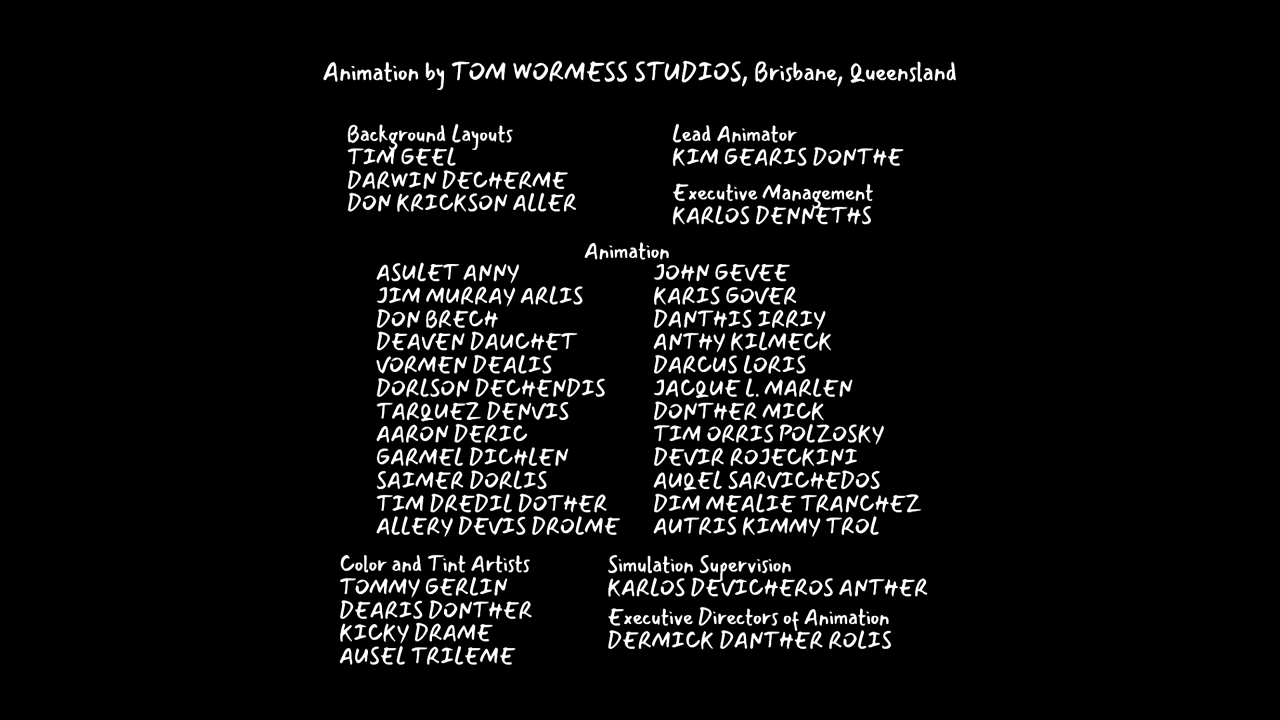 Animation by TOM WORMESS STUDIOS, Brisbane, Queensland
Background Layouts
TIM GEEL
DARWIN DECHERME
DON KRICKSON ALLER
Lead Animator
KIM GEARIS DONTHE
Executive Management
KARLOS DENNETHS
Animation
ASULET ANNY
JIM MURRAY ARLIS
DON BRECH
DEAVEN DAUCHET
VORMEN DEALIS
DORLSON DECHENDIS
TARQUEZ DENVIS
AARON DERIC
GARMEL DICHLEN
SAIMER DORLIS
TIM DREDIL DOTHER
ALLERY DEVIS DROLME
JOHN GEVEE
KARIS GOVER
DANTHIS IRRIY
ANTHY KILMECK
DARCUS LORIS
JACQUE L. MARLEN
DONTHER MICK
TIM ORRIS POLZOSKY
DEVIR ROJECKINI
AUQEL SARVICHEDOS
DIM MEALIE TRANCHEZ
AUTRIS KIMMY TROL
Color and Tint Artists
TOMMY GERLIN
DEARIS DONTHER
KICKY DRAME
AUSEL TRILEME
Simulation Supervision
KARLOS DEVICHEROS ANTHER
Executive Directors of Animation
DERMICK DANTHER ROLIS